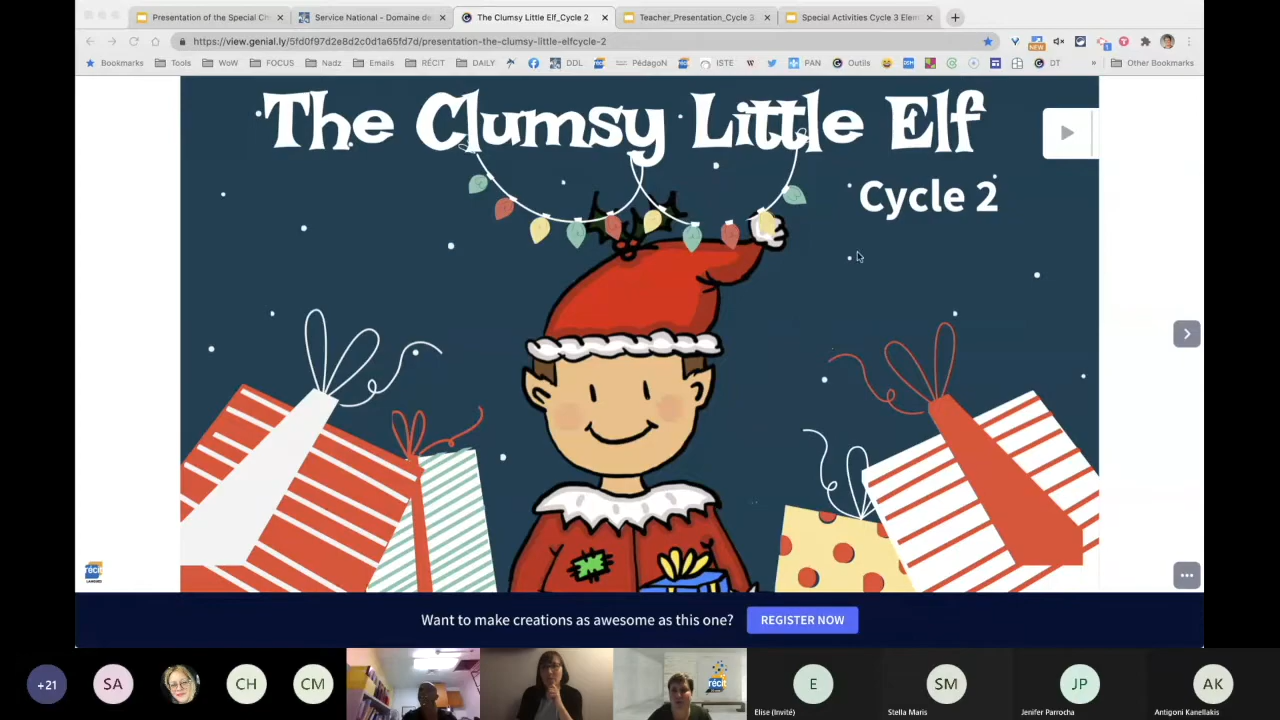 Presentation of the Special Ch
Service National - Domaine de
The Clumsy Little Elf_Cycle 2
Teacher_Presentation_Cycle 3
Special Activities Cycle 3 Elem
https://view.genial.ly/5fd0f97d2e8d2c0d1a65fd7d/presentation-the-clumsy-little-elfcycle-2
NEW
Bookmarks
Tools
WoW
FOCUS
Nadz
Emails
RÉCIT
DAILY
DDL
PédagoN
ISTE
PAN
Outils
DT
Other Bookmarks
The Clumsy Little Elf
Cycle 2
récit
Want to make creations as awesome as this one?
REGISTER NOW
+21
SA
CH
CM
récit
E
SM
JP
AK
Elise (Invité)
Stella Maris
Jenifer Parrocha
Antigoni Kanellakis